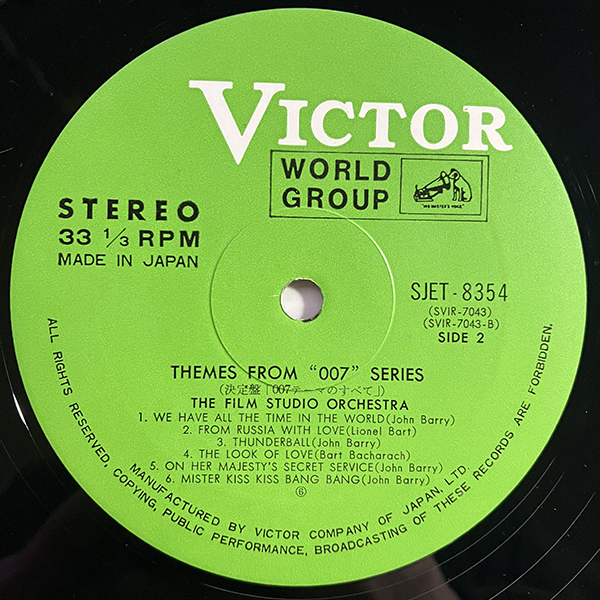 VICTOR
WORLD
GROUP
"HIS MASTER'S VOICE"
STEREO
33 1/3 RPM
MADE IN JAPAN
SJET-8354
(SVIR-7043)
(SVIR-7043-B)
SIDE 2
THEMES FROM "007" SERIES
(決定盤「007テーマのすべて」)
THE FILM STUDIO ORCHESTRA
1. WE HAVE ALL THE TIME IN THE WORLD(John Barry)
2. FROM RUSSIA WITH LOVE(Lionel Bart)
3. THUNDERBALL(John Barry)
4. THE LOOK OF LOVE(Bart Bacharach)
5. ON HER MAJESTY'S SECRET SERVICE(John Barry)
6. MISTER KISS KISS BANG BANG(John Barry)
⑥
MANUFACTURED BY VICTOR COMPANY OF JAPAN, LTD.
ALL RIGHTS RESERVED, COPYING, PUBLIC PERFORMANCE, BROADCASTING OF THESE RECORDS ARE FORBIDDEN.